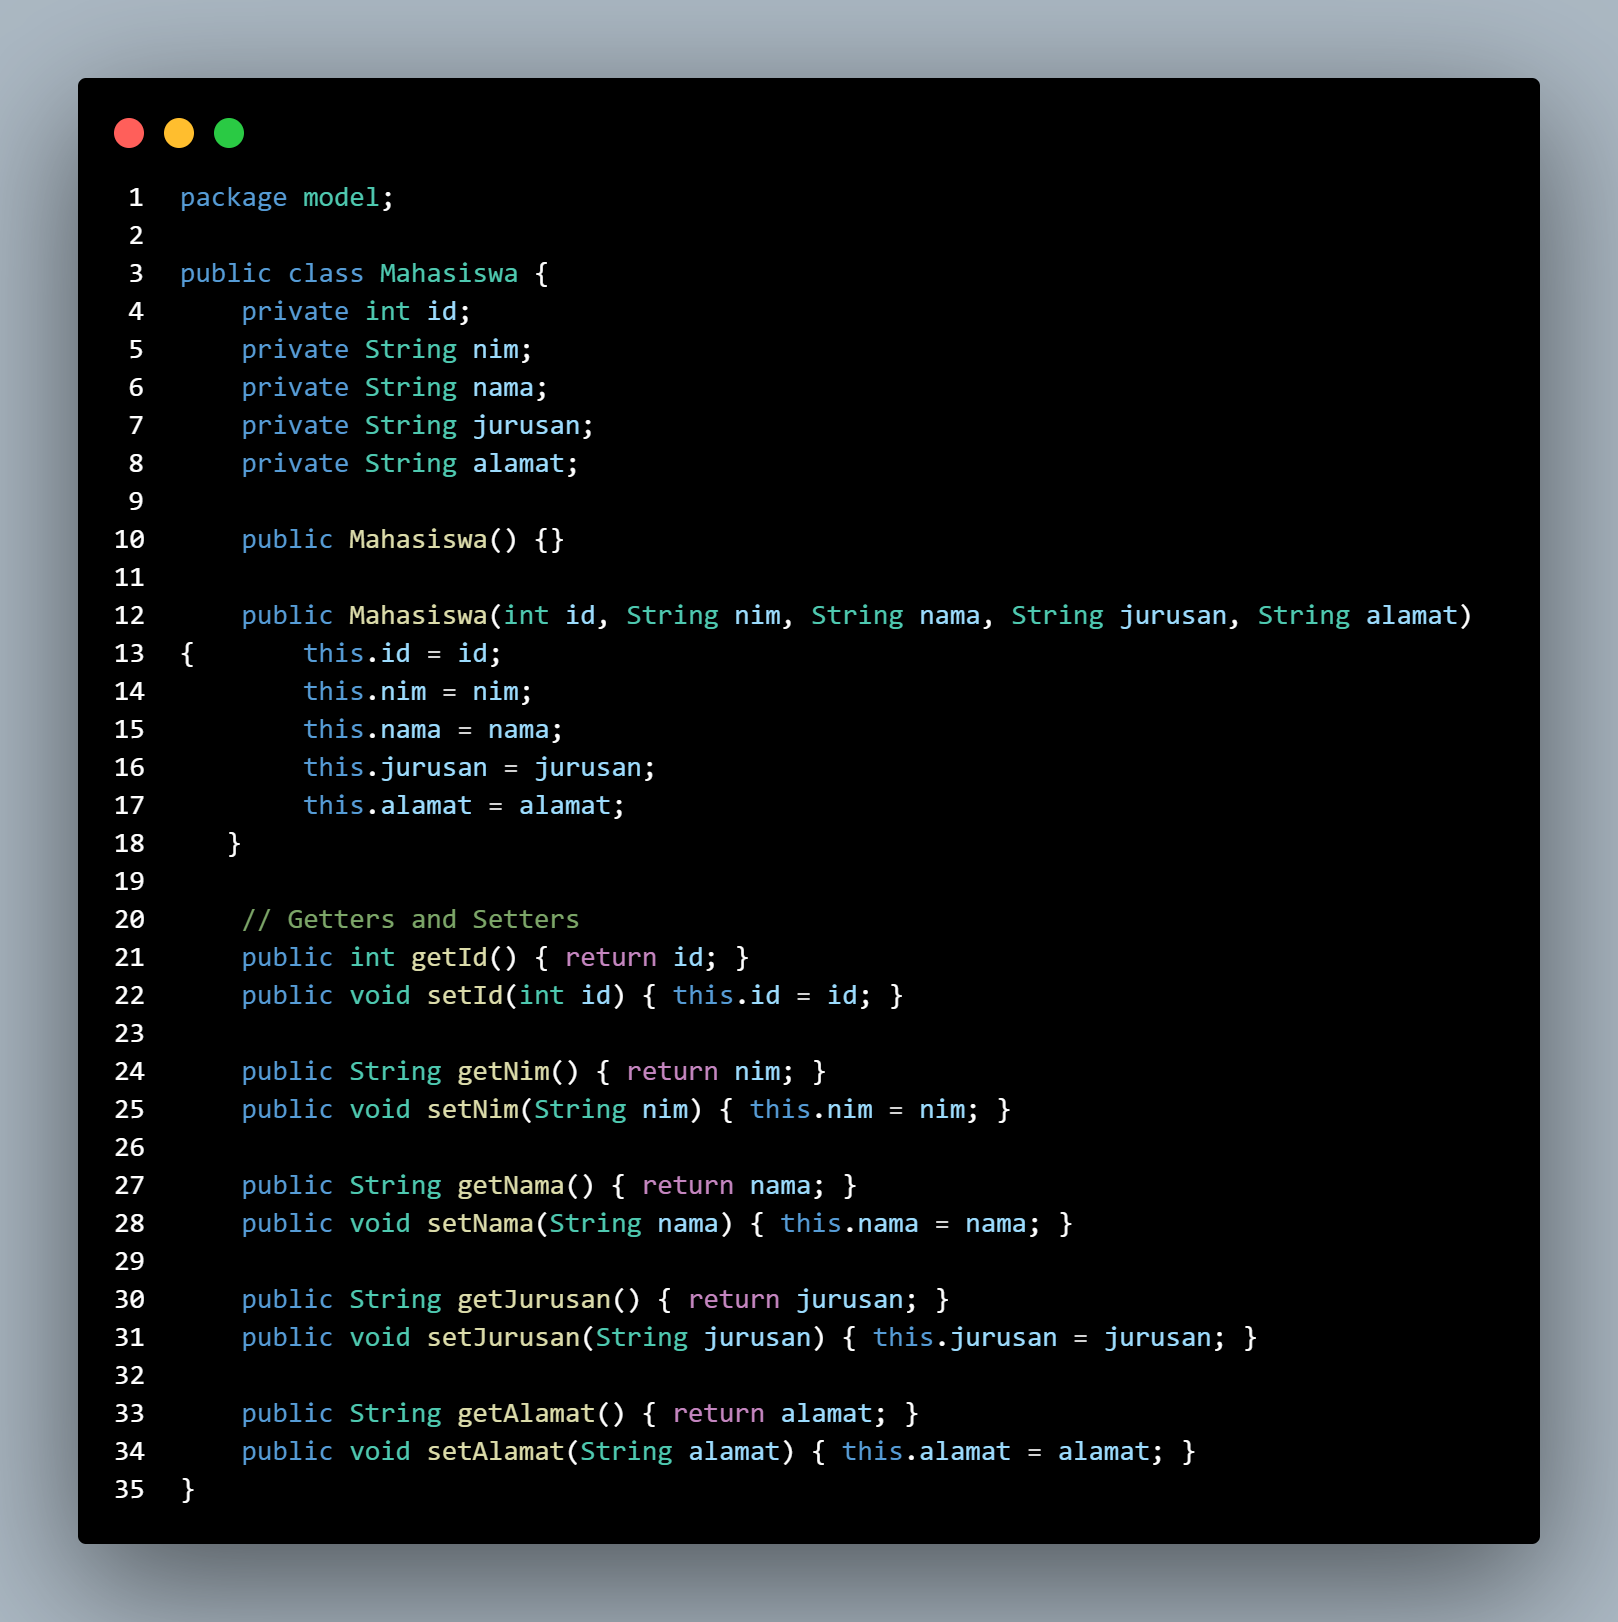 1 package model;
2
3 public class Mahasiswa {
4     private int id;
5     private String nim;
6     private String nama;
7     private String jurusan;
8     private String alamat;
9
10     public Mahasiswa() {}
11
12     public Mahasiswa(int id, String nim, String nama, String jurusan, String alamat)
13 {       this.id = id;
14         this.nim = nim;
15         this.nama = nama;
16         this.jurusan = jurusan;
17         this.alamat = alamat;
18    }
19
20     // Getters and Setters
21     public int getId() { return id; }
22     public void setId(int id) { this.id = id; }
23
24     public String getNim() { return nim; }
25     public void setNim(String nim) { this.nim = nim; }
26
27     public String getNama() { return nama; }
28     public void setNama(String nama) { this.nama = nama; }
29
30     public String getJurusan() { return jurusan; }
31     public void setJurusan(String jurusan) { this.jurusan = jurusan; }
32
33     public String getAlamat() { return alamat; }
34     public void setAlamat(String alamat) { this.alamat = alamat; }
35 }